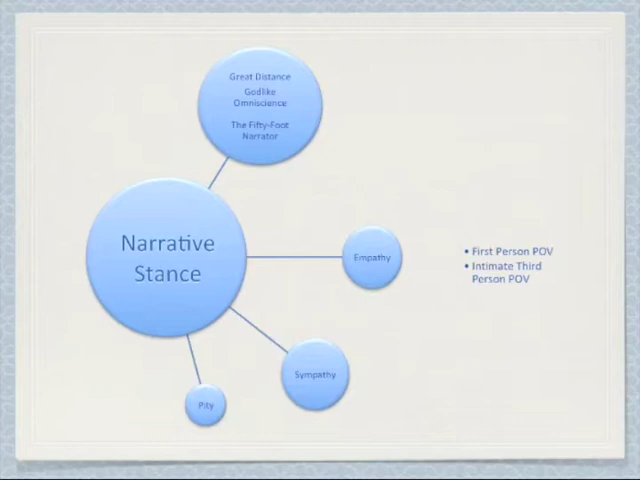 Great Distance
Godlike
Omniscience
The Fifty-Foot
Narrator
Narrative
Stance
Empathy
• First Person POV
• Intimate Third
Person POV
Sympathy
Pity